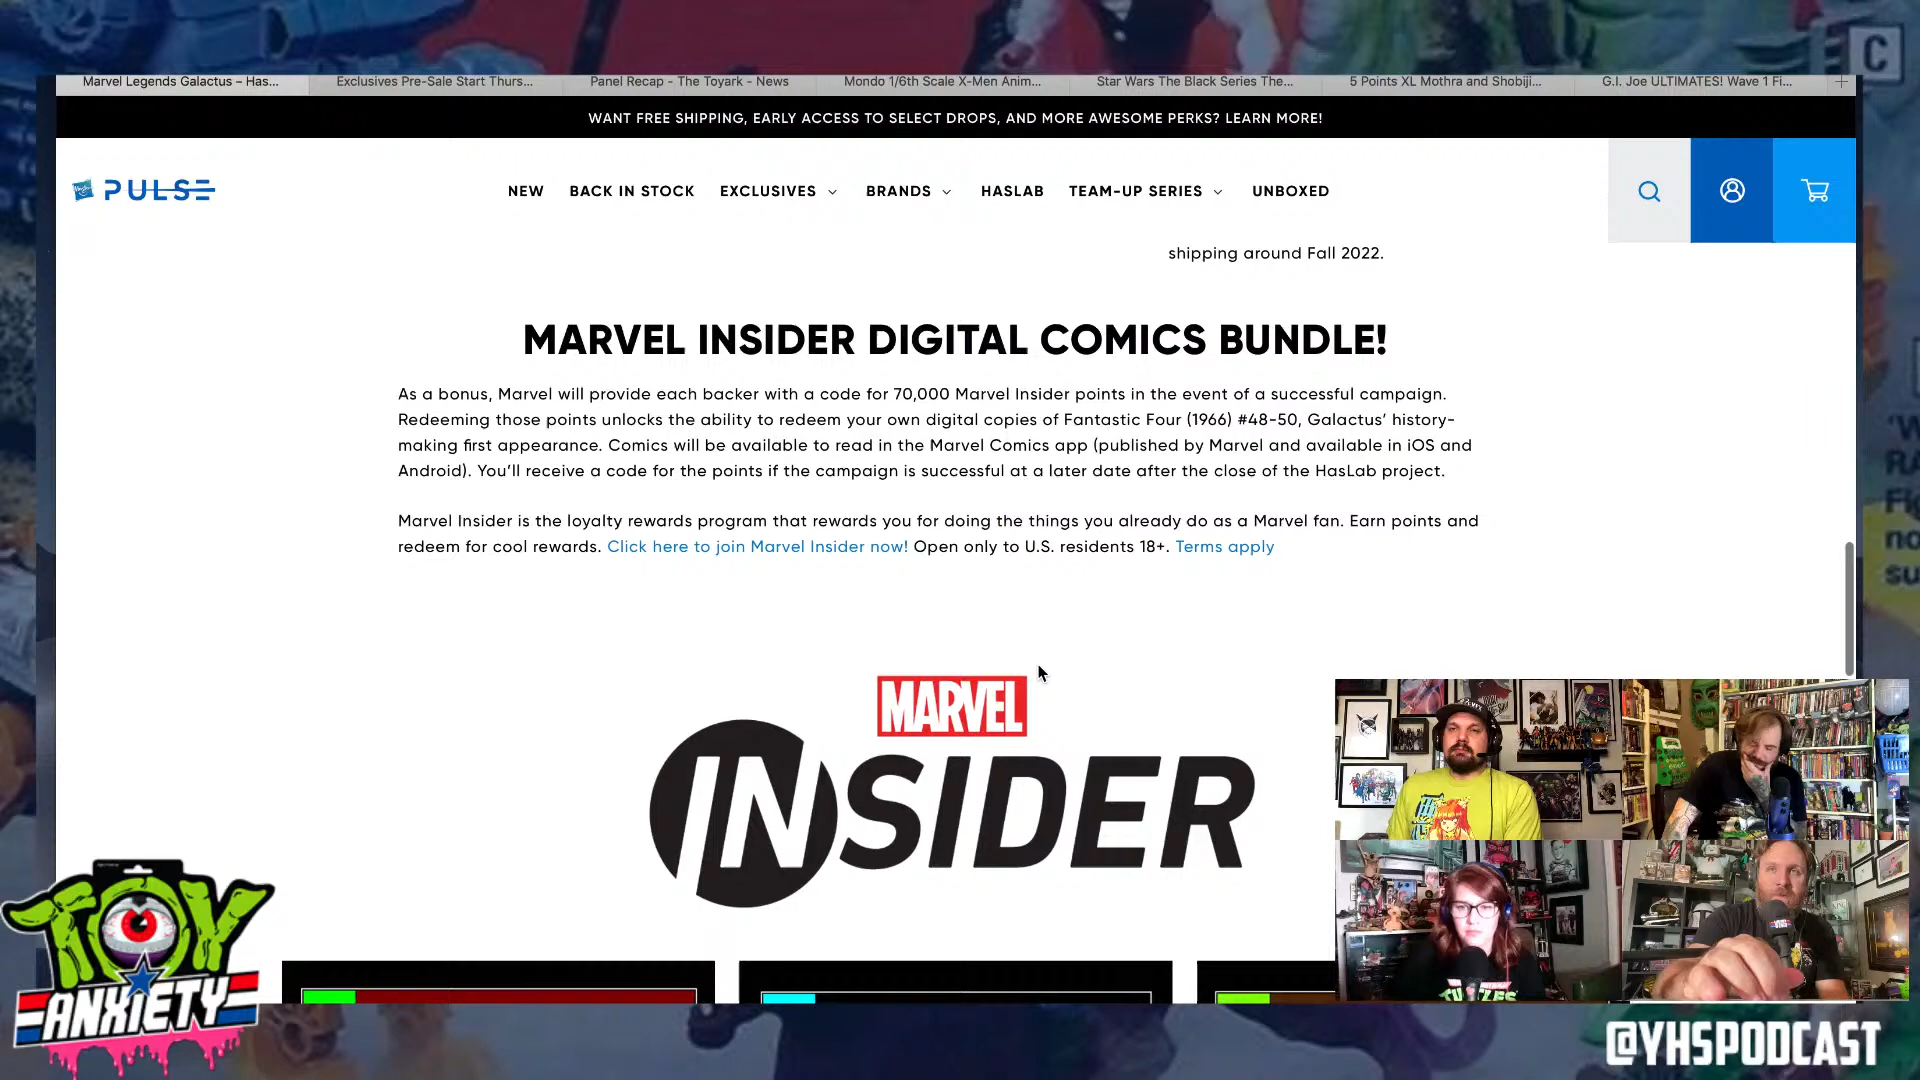 Marvel Legends Galactus – Has...
Exclusives Pre-Sale Start Thurs...
Panel Recap - The Toyark - News
Mondo 1/6th Scale X-Men Anim...
Star Wars The Black Series The...
5 Points XL Mothra and Shobiji...
G.I. Joe ULTIMATES! Wave 1 Fi...
C
WANT FREE SHIPPING, EARLY ACCESS TO SELECT DROPS, AND MORE AWESOME PERKS? LEARN MORE!
PULSE
NEW
BACK IN STOCK
EXCLUSIVES
BRANDS
HASLAB
TEAM-UP SERIES
UNBOXED
shipping around Fall 2022.
MARVEL INSIDER DIGITAL COMICS BUNDLE!
As a bonus, Marvel will provide each backer with a code for 70,000 Marvel Insider points in the event of a successful campaign.
Redeeming those points unlocks the ability to redeem your own digital copies of Fantastic Four (1966) #48-50, Galactus’ history-
making first appearance. Comics will be available to read in the Marvel Comics app (published by Marvel and available in iOS and
Android). You’ll receive a code for the points if the campaign is successful at a later date after the close of the HasLab project.
Marvel Insider is the loyalty rewards program that rewards you for doing the things you already do as a Marvel fan. Earn points and
redeem for cool rewards. Click here to join Marvel Insider now! Open only to U.S. residents 18+. Terms apply
MARVEL
INSIDER
TOY
ANXIETY
@YHSPODCAST